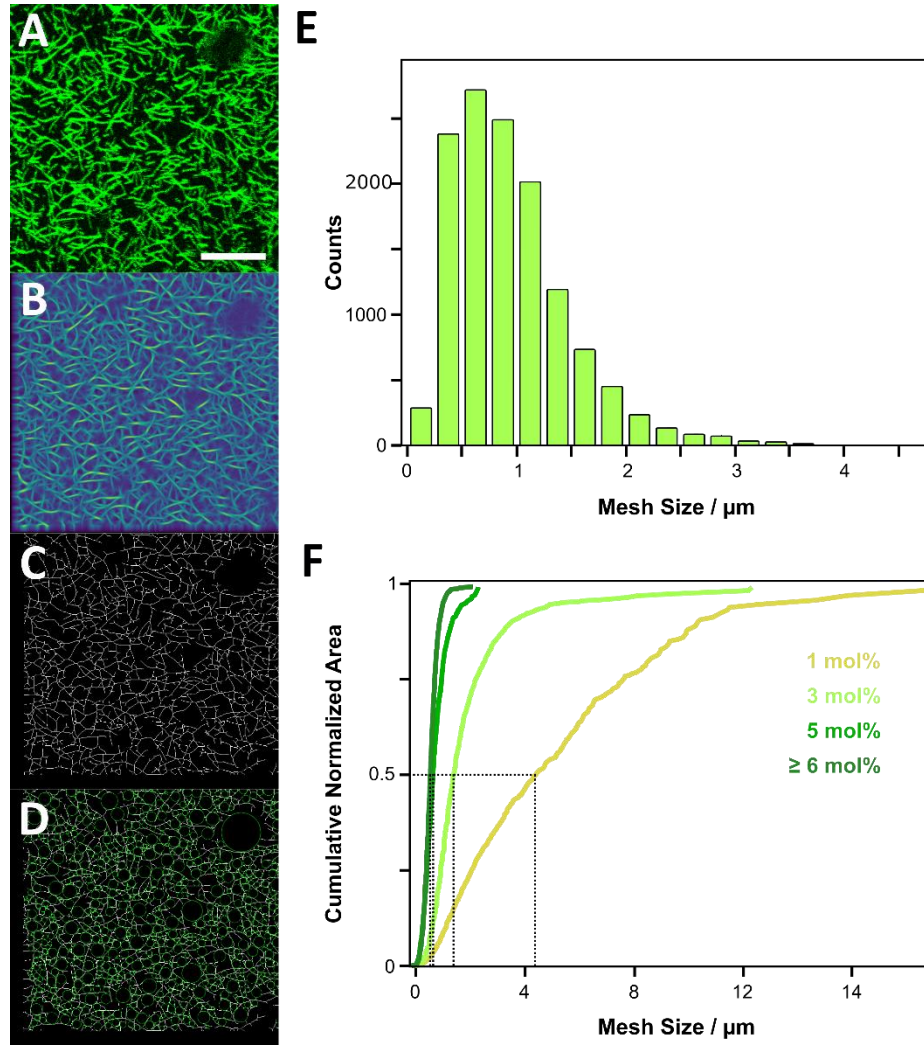 A
B
C
D
E
Counts
2000
1000
0
0
1
2
3
4
Mesh Size / µm
F
Cumulative Normalized Area
1
0.5
0
1 mol%
3 mol%
5 mol%
≥ 6 mol%
0
4
8
12
14
Mesh Size / µm